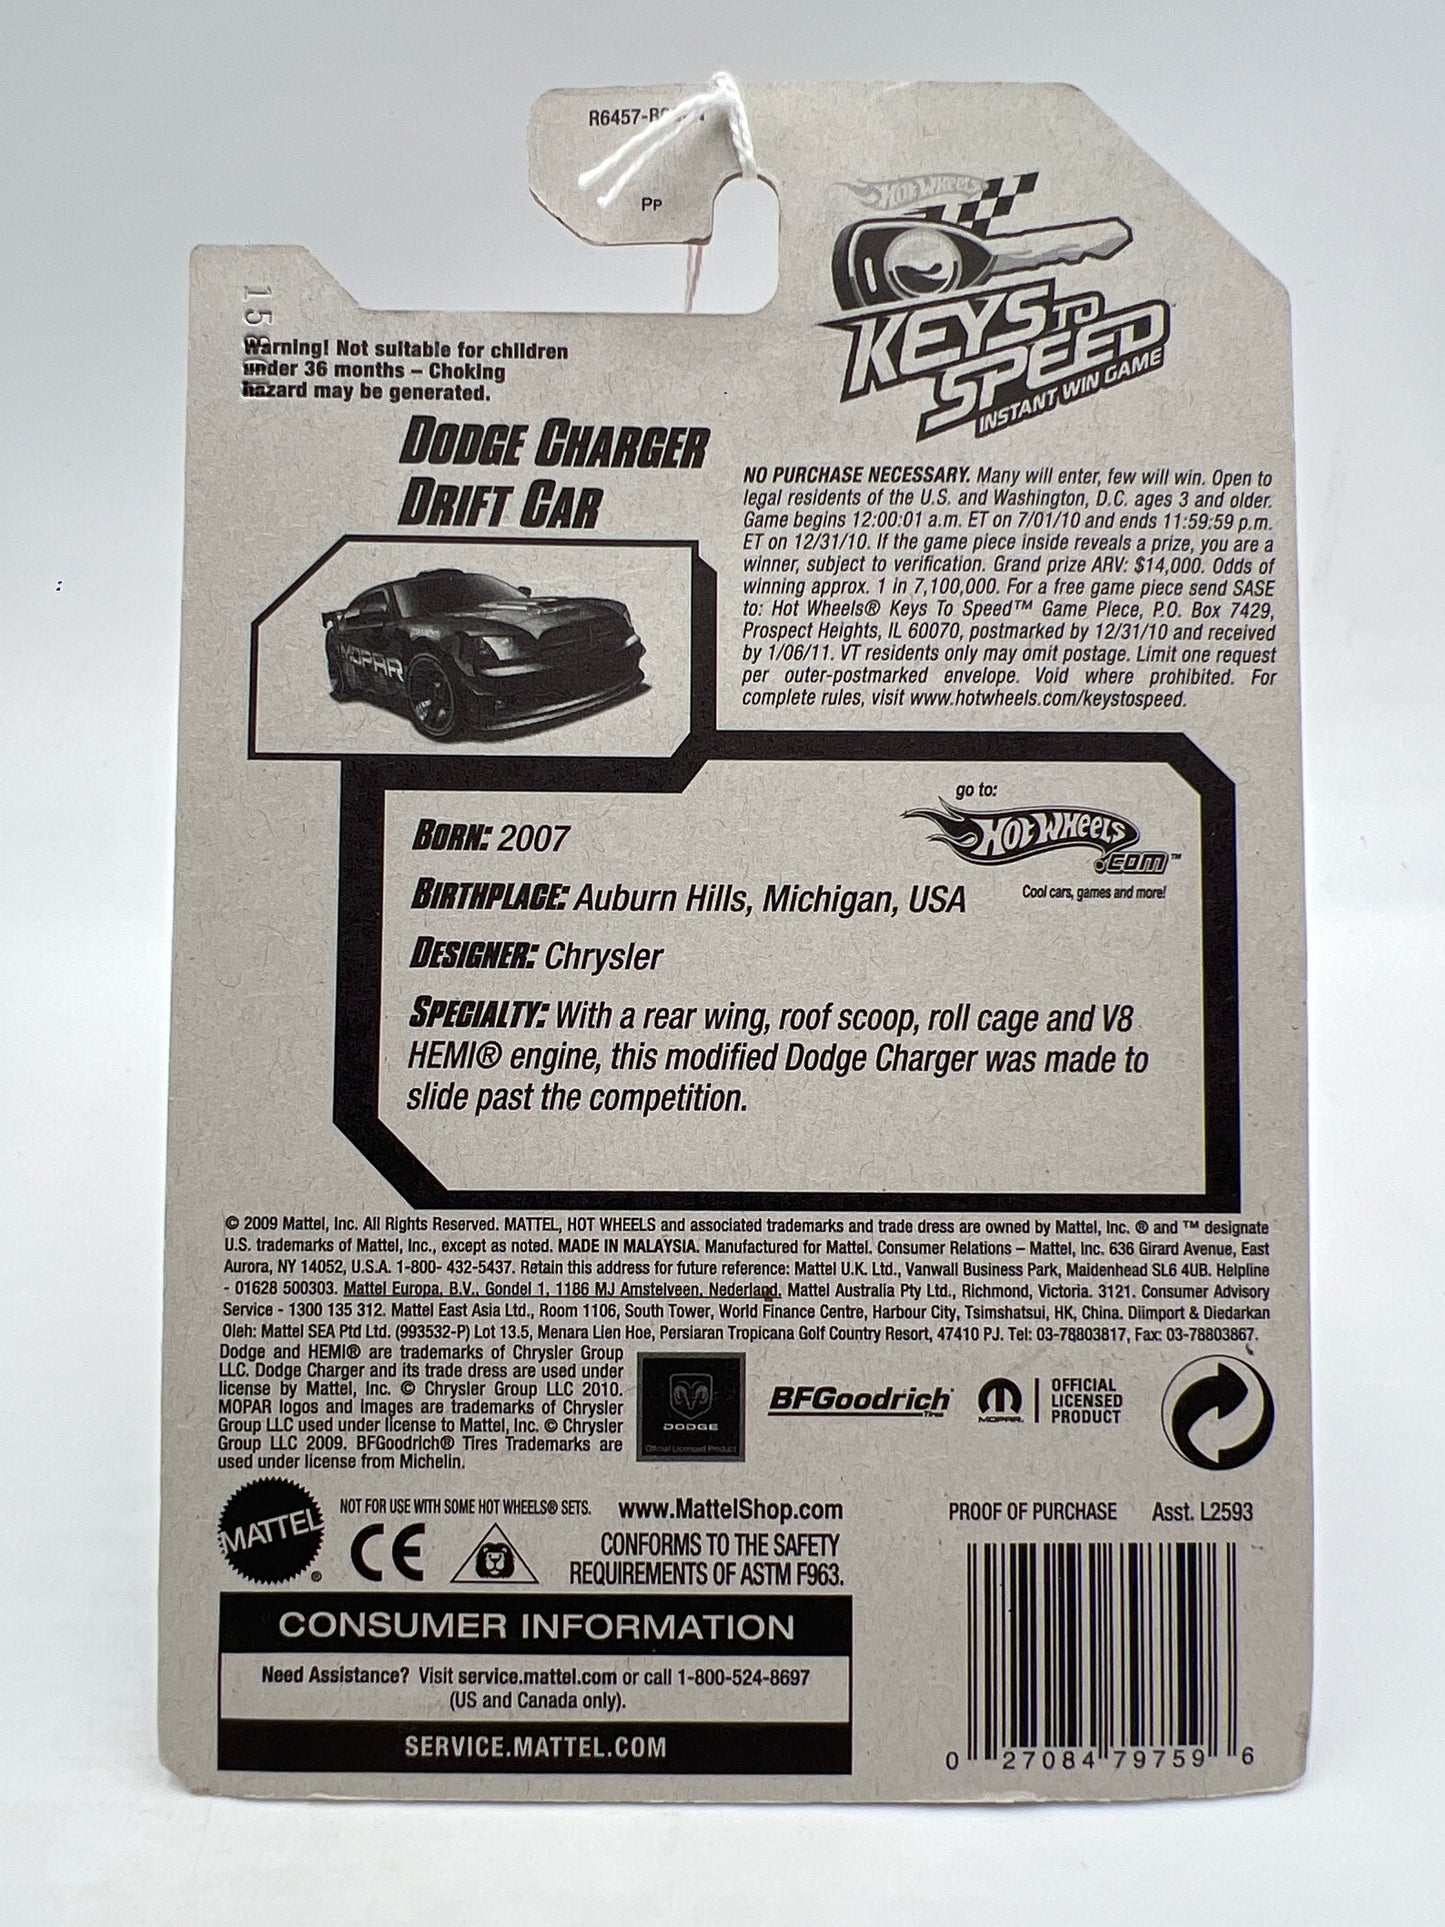 R6457-
Pp
HOT WHEELS
KEYS TO
SPEED™
INSTANT WIN GAME
Warning! Not suitable for children
under 36 months – Choking
hazard may be generated.
DODGE CHARGER
DRIFT CAR
MOPAR
NO PURCHASE NECESSARY. Many will enter, few will win. Open to
legal residents of the U.S. and Washington, D.C. ages 3 and older.
Game begins 12:00:01 a.m. ET on 7/01/10 and ends 11:59:59 p.m.
ET on 12/31/10. If the game piece inside reveals a prize, you are a
winner, subject to verification. Grand prize ARV: $14,000. Odds of
winning approx. 1 in 7,100,000. For a free game piece send SASE
to: Hot Wheels® Keys To Speed™ Game Piece, P.O. Box 7429,
Prospect Heights, IL 60070, postmarked by 12/31/10 and received
by 1/06/11. VT residents only may omit postage. Limit one request
per outer-postmarked envelope. Void where prohibited. For
complete rules, visit www.hotwheels.com/keystospeed.
go to:
HOT WHEELS
.COM™
Cool cars, games and more!
BORN: 2007
BIRTHPLACE: Auburn Hills, Michigan, USA
DESIGNER: Chrysler
SPECIALTY: With a rear wing, roof scoop, roll cage and V8
HEMI® engine, this modified Dodge Charger was made to
slide past the competition.
© 2009 Mattel, Inc. All Rights Reserved. MATTEL, HOT WHEELS and associated trademarks and trade dress are owned by Mattel, Inc. ® and ™ designate
U.S. trademarks of Mattel, Inc., except as noted. MADE IN MALAYSIA. Manufactured for Mattel. Consumer Relations – Mattel, Inc. 636 Girard Avenue, East
Aurora, NY 14052, U.S.A. 1-800- 432-5437. Retain this address for future reference: Mattel U.K. Ltd., Vanwall Business Park, Maidenhead SL6 4UB. Helpline
- 01628 500303. Mattel Europa, B.V., Gondel 1, 1186 MJ Amstelveen, Nederland. Mattel Australia Pty Ltd., Richmond, Victoria. 3121. Consumer Advisory
Service - 1300 135 312. Mattel East Asia Ltd., Room 1106, South Tower, World Finance Centre, Harbour City, Tsimshatsui, HK, China. Diimport & Diedarkan
Oleh: Mattel SEA Ptd Ltd. (993532-P) Lot 13.5, Menara Lien Hoe, Persiaran Tropicana Golf Country Resort, 47410 PJ. Tel: 03-78803817, Fax: 03-78803867.
Dodge and HEMI® are trademarks of Chrysler Group
LLC. Dodge Charger and its trade dress are used under
license by Mattel, Inc. © Chrysler Group LLC 2010.
MOPAR logos and images are trademarks of Chrysler
Group LLC used under license to Mattel, Inc. © Chrysler
Group LLC 2009. BFGoodrich® Tires Trademarks are
used under license from Michelin.
DODGE
Official Licensed Product
BFGoodrich
Tires
MOPAR.
OFFICIAL
LICENSED
PRODUCT
MATTEL®
NOT FOR USE WITH SOME HOT WHEELS® SETS.
CE
www.MattelShop.com
CONFORMS TO THE SAFETY
REQUIREMENTS OF ASTM F963.
PROOF OF PURCHASE Asst. L2593
CONSUMER INFORMATION
Need Assistance? Visit service.mattel.com or call 1-800-524-8697
(US and Canada only).
SERVICE.MATTEL.COM
0 27084 79759 6